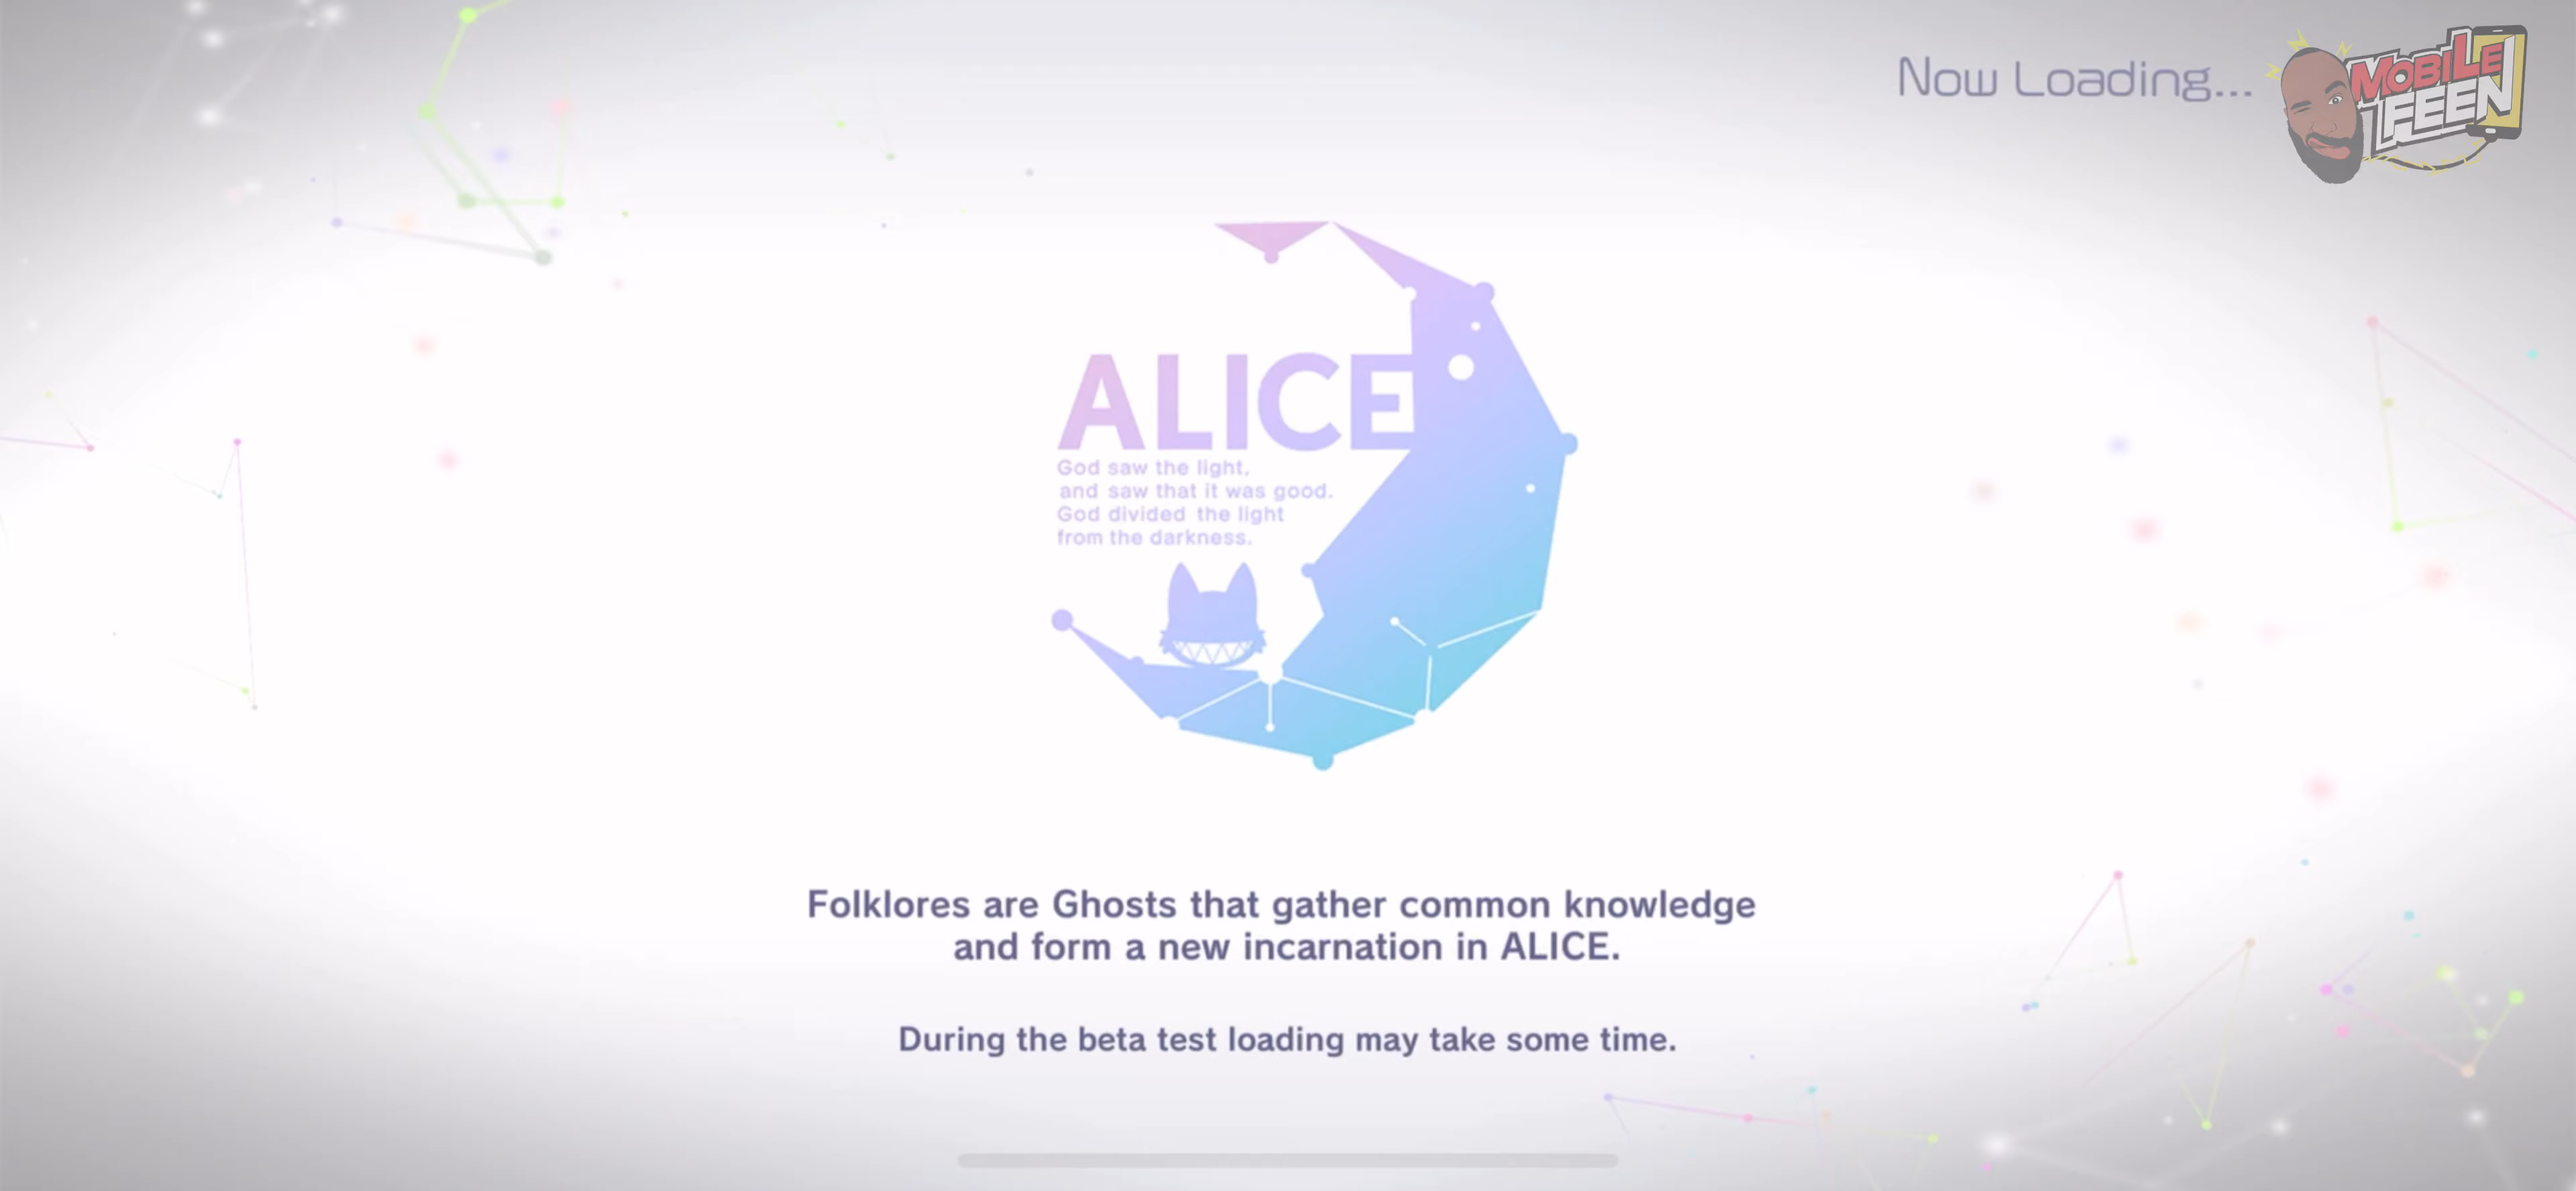 Now Loading...
MOBILE
FEEN
ALICE
God saw the light,
and saw that it was good.
God divided the light
from the darkness.
Folklores are Ghosts that gather common knowledge
and form a new incarnation in ALICE.
During the beta test loading may take some time.